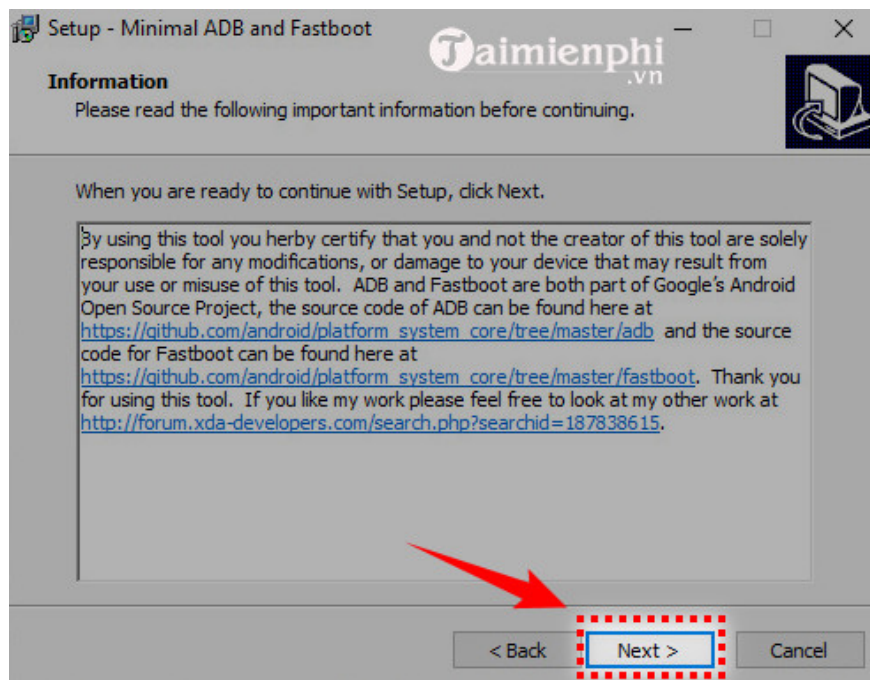 Setup - Minimal ADB and Fastboot
Taimienphi
.vn
Information
Please read the following important information before continuing.
When you are ready to continue with Setup, click Next.
By using this tool you herby certify that you and not the creator of this tool are solely
responsible for any modifications, or damage to your device that may result from
your use or misuse of this tool.  ADB and Fastboot are both part of Google's Android
Open Source Project, the source code of ADB can be found here at
https://github.com/android/platform_system_core/tree/master/adb  and the source
code for Fastboot can be found here at
https://github.com/android/platform_system_core/tree/master/fastboot.  Thank you
for using this tool.  If you like my work please feel free to look at my other work at
http://forum.xda-developers.com/search.php?searchid=187838615.
< Back
Next >
Cancel